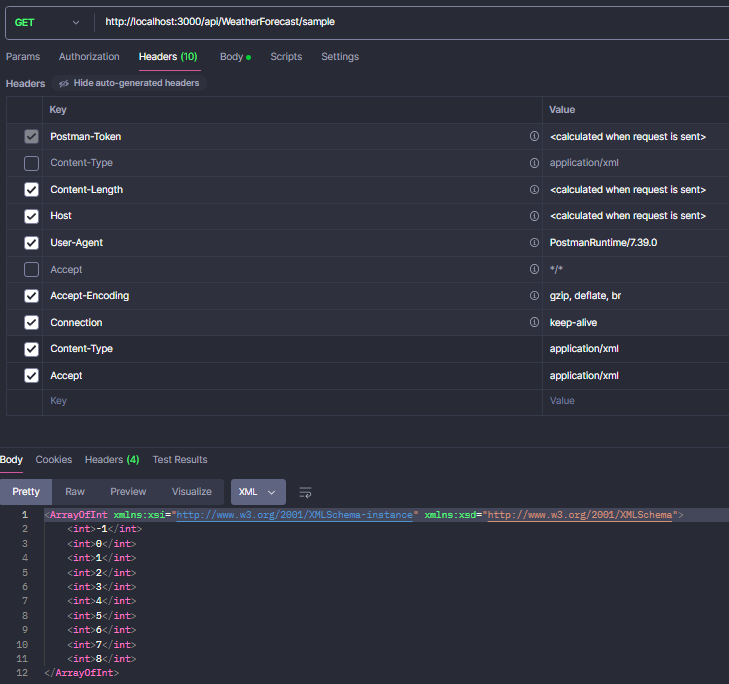 GET http://localhost:3000/api/WeatherForecast/sample
Params Authorization Headers (10) Body Scripts Settings
Headers Hide auto-generated headers
Key Value
Postman-Token <calculated when request is sent>
Content-Type application/xml
Content-Length <calculated when request is sent>
Host <calculated when request is sent>
User-Agent PostmanRuntime/7.39.0
Accept */*
Accept-Encoding gzip, deflate, br
Connection keep-alive
Content-Type application/xml
Accept application/xml
Key Value
Body Cookies Headers (4) Test Results
Pretty Raw Preview Visualize XML
1 <ArrayOfInt xmlns:xsi="http://www.w3.org/2001/XMLSchema-instance" xmlns:xsd="http://www.w3.org/2001/XMLSchema">
2 <int>-1</int>
3 <int>0</int>
4 <int>1</int>
5 <int>2</int>
6 <int>3</int>
7 <int>4</int>
8 <int>5</int>
9 <int>6</int>
10 <int>7</int>
11 <int>8</int>
12 </ArrayOfInt>